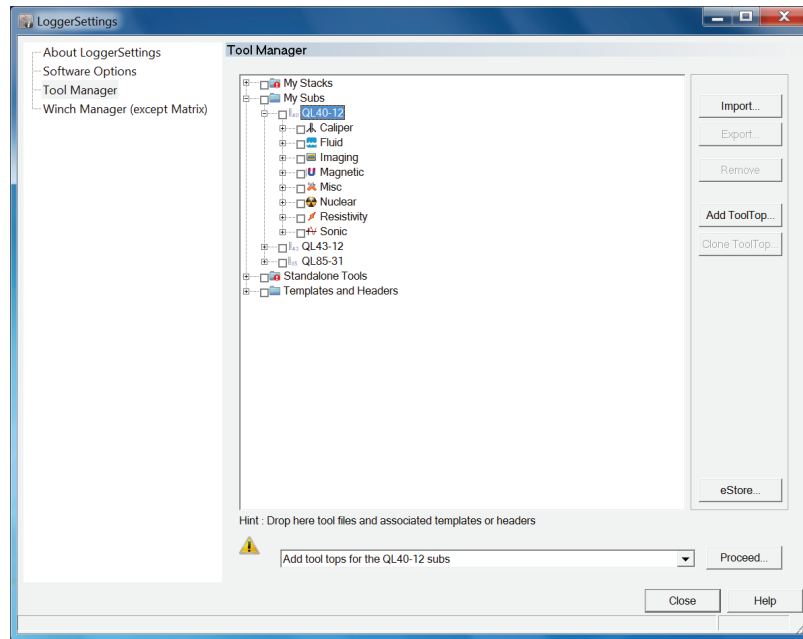 LoggerSettings
About LoggerSettings
Software Options
Tool Manager
Winch Manager (except Matrix)
Tool Manager
My Stacks
My Subs
QL40-12
Caliper
Fluid
Imaging
Magnetic
Misc
Nuclear
Resistivity
Sonic
QL43-12
QL85-31
Standalone Tools
Templates and Headers
Import...
Export...
Remove
Add ToolTop...
Clone ToolTop...
eStore...
Hint : Drop here tool files and associated templates or headers
Add tool tops for the QL40-12 subs
Proceed...
Close
Help